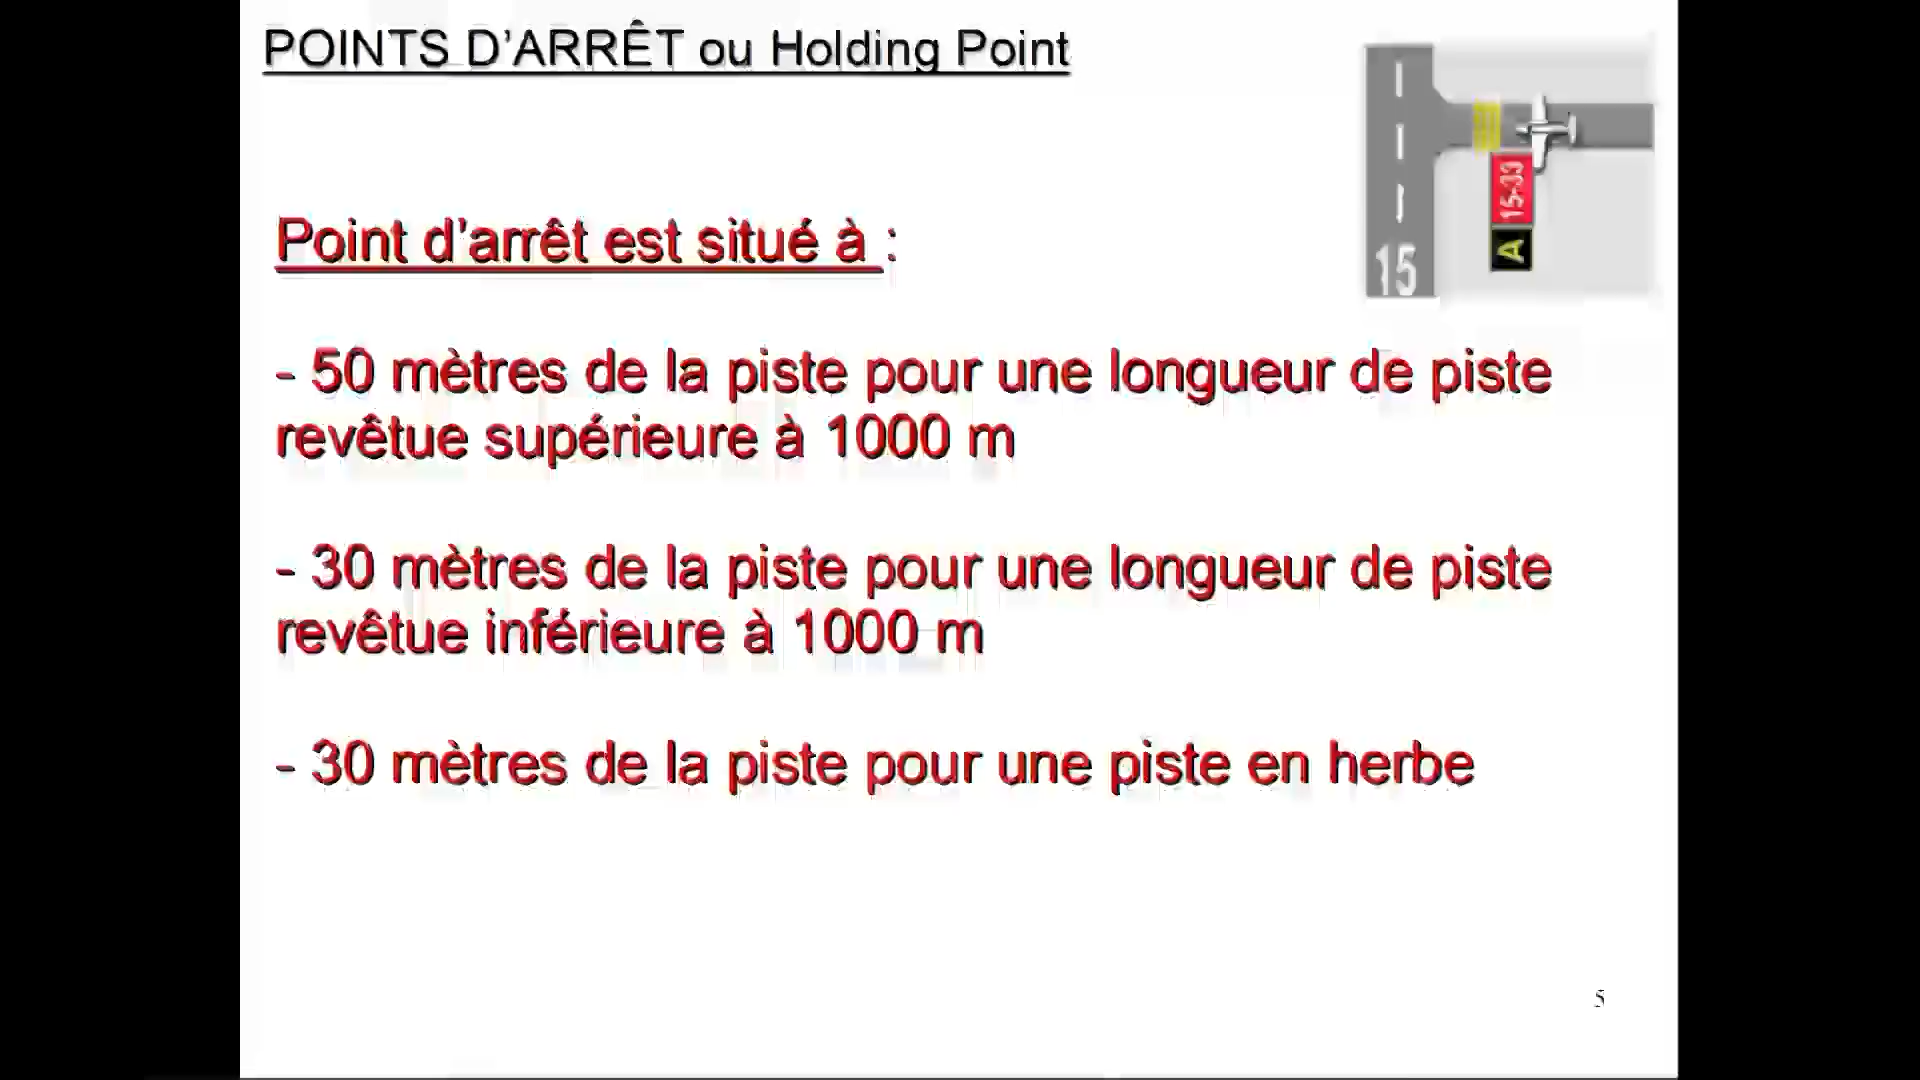 POINTS D'ARRÊT ou Holding Point
15-33
A
15
Point d'arrêt est situé à :
- 50 mètres de la piste pour une longueur de piste
revêtue supérieure à 1000 m
- 30 mètres de la piste pour une longueur de piste
revêtue inférieure à 1000 m
- 30 mètres de la piste pour une piste en herbe
5